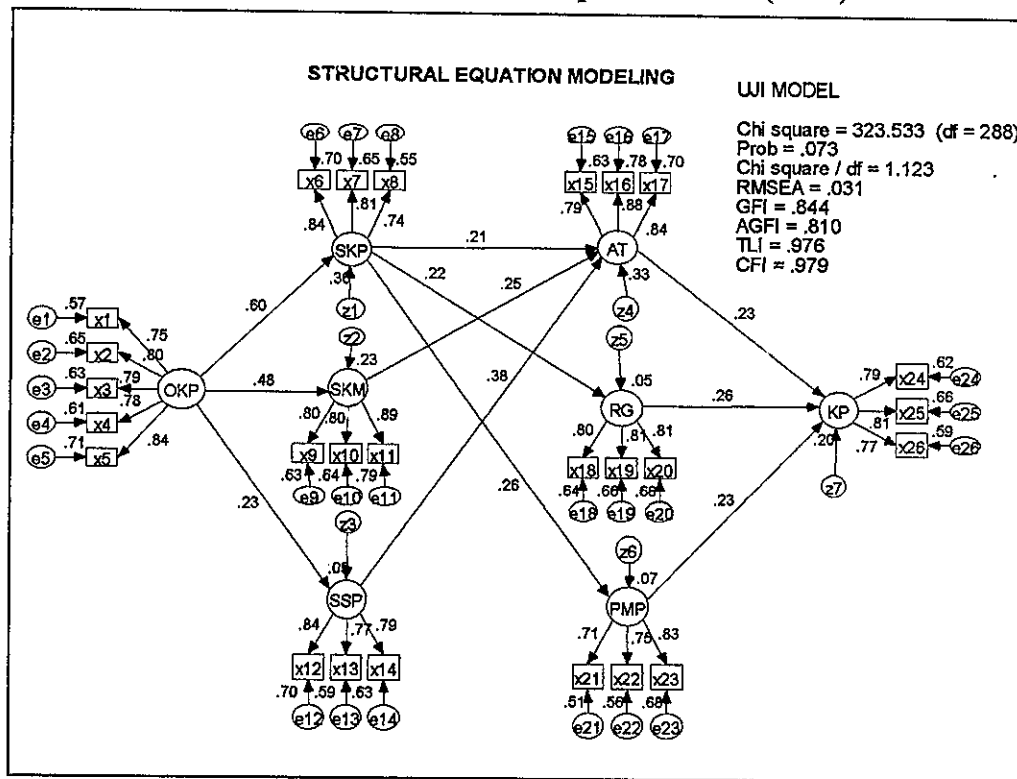 STRUCTURAL EQUATION MODELING
UJI MODEL
Chi square = 323.533 (df = 288)
Prob = .073
Chi square / df = 1.123
RMSEA = .031
GFI = .844
AGFI = .810
TLI = .976
CFI = .979
e6 e7 e8
.70 .65 .55
x6 x7 x8
.84 .81 .74
SKP
.36
z1
e15 e16 e17
.63 .78 .70
x15 x16 x17
.79 .88 .84
AT
.33
z4
.21
.22
.25
.60
.48
.23
.38
.26
e1 .57 x1 .75
e2 .65 x2 .80
e3 .63 x3 .79
e4 .61 x4 .78
e5 .71 x5 .84
OKP
z2
.23
SKM
.80 .80 .89
x9 x10 x11
.63 .64 .79
e9 e10 e11
z3
SSP
.84 .77 .79
x12 x13 x14
.70 .59 .63
e12 e13 e14
z5
.05
RG
.80 .81 .81
x18 x19 x20
.64 .66 .66
e18 e19 e20
z6
.07
PMP
.71 .75 .83
x21 x22 x23
.51 .56 .68
e21 e22 e23
.23
.26
.23
KP
.20
z7
.79 x24 .62 e24
.81 x25 .66 e25
.77 x26 .59 e26